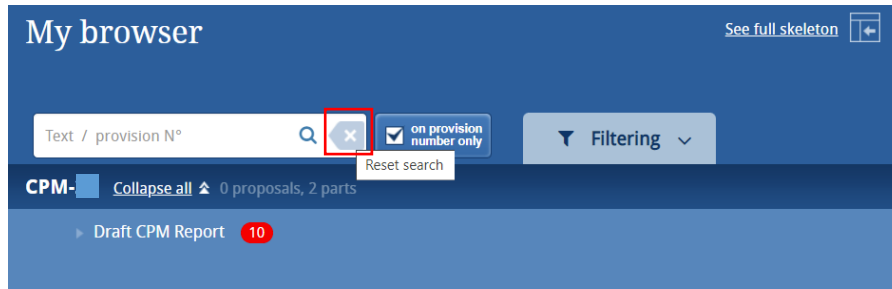 My browser
See full skeleton
Text / provision N°
on provision
number only
Filtering
Reset search
CPM-
Collapse all
0 proposals, 2 parts
Draft CPM Report
10